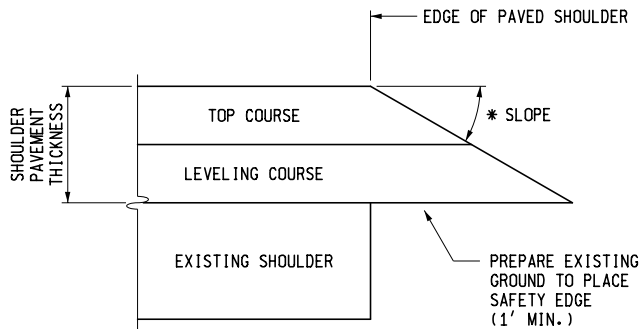 EDGE OF PAVED SHOULDER
SHOULDER
PAVEMENT
THICKNESS
TOP COURSE
* SLOPE
LEVELING COURSE
EXISTING SHOULDER
PREPARE EXISTING
GROUND TO PLACE
SAFETY EDGE
(1' MIN.)